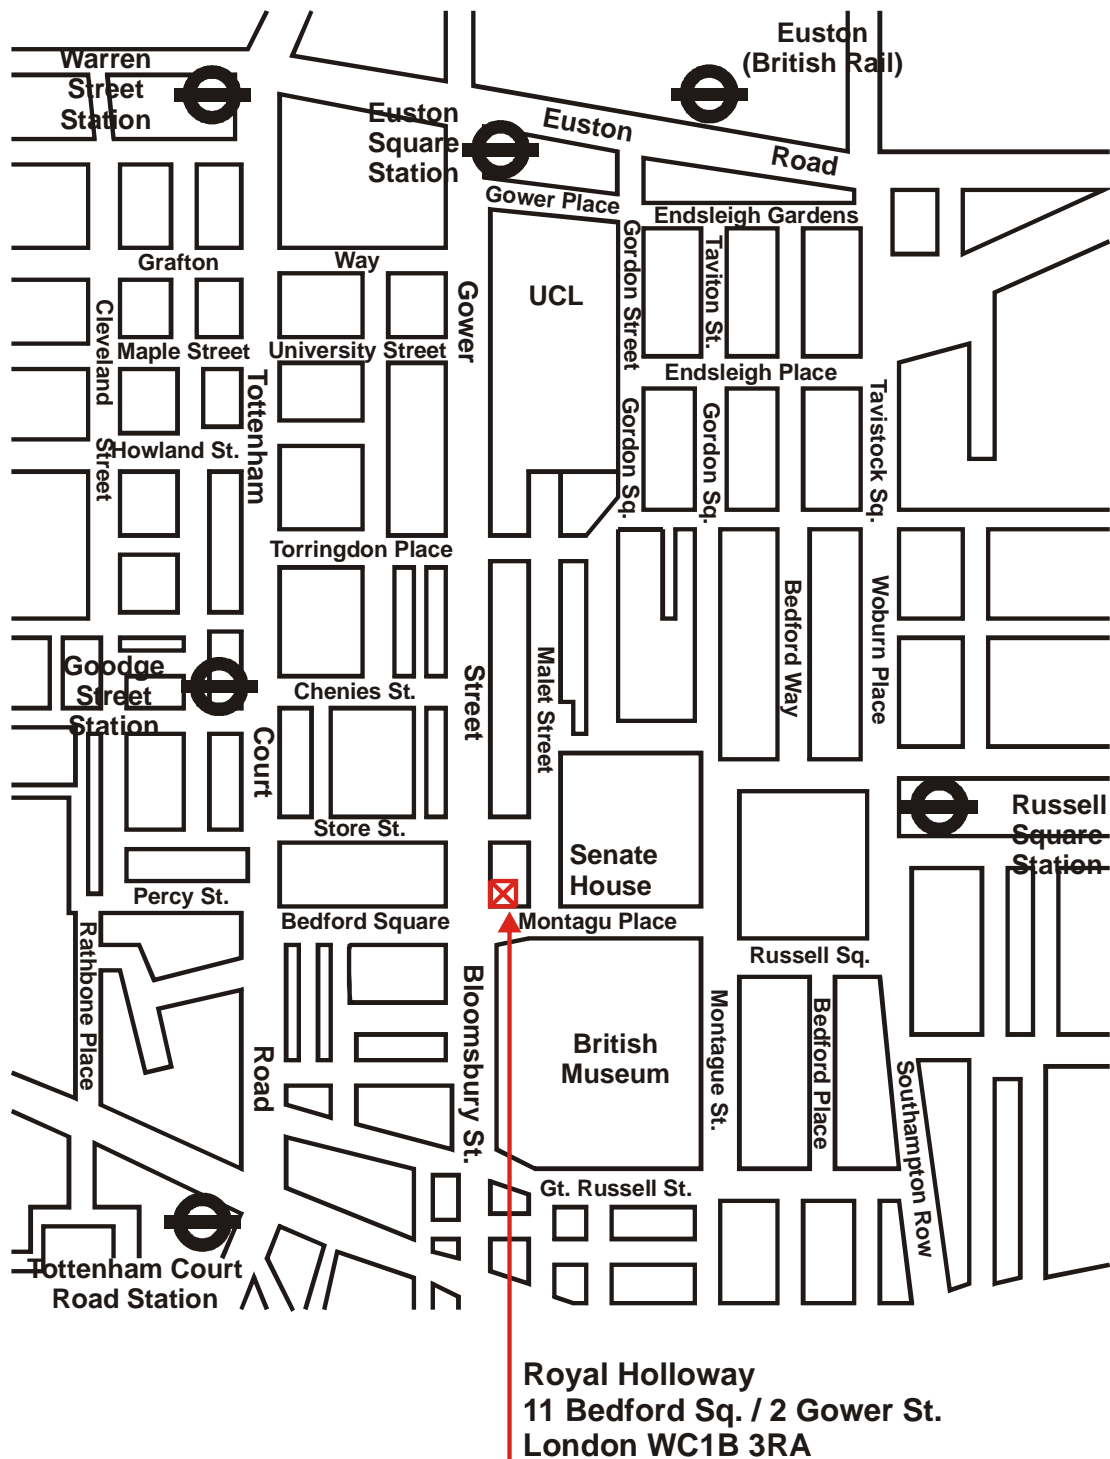 Warren
Street
Station
Euston
(British Rail)
Euston
Square
Station
Euston
Road
Gower Place
Endsleigh Gardens
Grafton
Way
Gordon Street
Taviton St.
UCL
Gower
Cleveland
Maple Street
University Street
Endsleigh Place
Tottenham
Tavistock Sq.
Gordon Sq.
Gordon Sq.
Howland St.
Street
Torringdon Place
Bedford Way
Woburn Place
Malet Street
Street
Goodge
Street
Station
Chenies St.
Court
Store St.
Russell
Square
Station
Senate
House
Percy St.
Bedford Square
Montagu Place
Rathbone Place
Russell Sq.
Bloomsbury St.
Montague St.
Bedford Place
British
Museum
Road
Southampton Row
Gt. Russell St.
Tottenham Court
Road Station
Royal Holloway
11 Bedford Sq. / 2 Gower St.
London WC1B 3RA